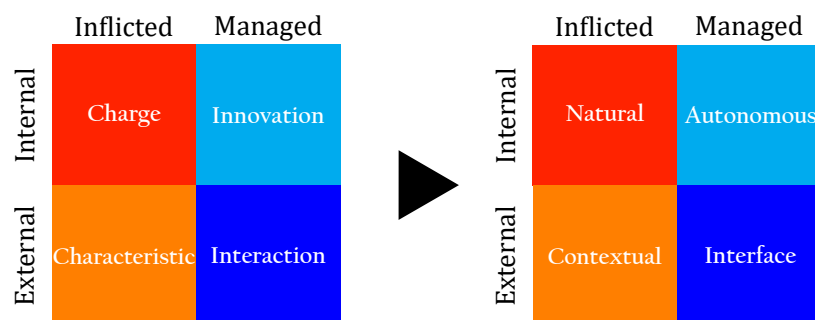 Inflicted Managed
Internal
Charge Innovation
External
Characteristic Interaction
Inflicted Managed
Internal
Natural Autonomous
External
Contextual Interface